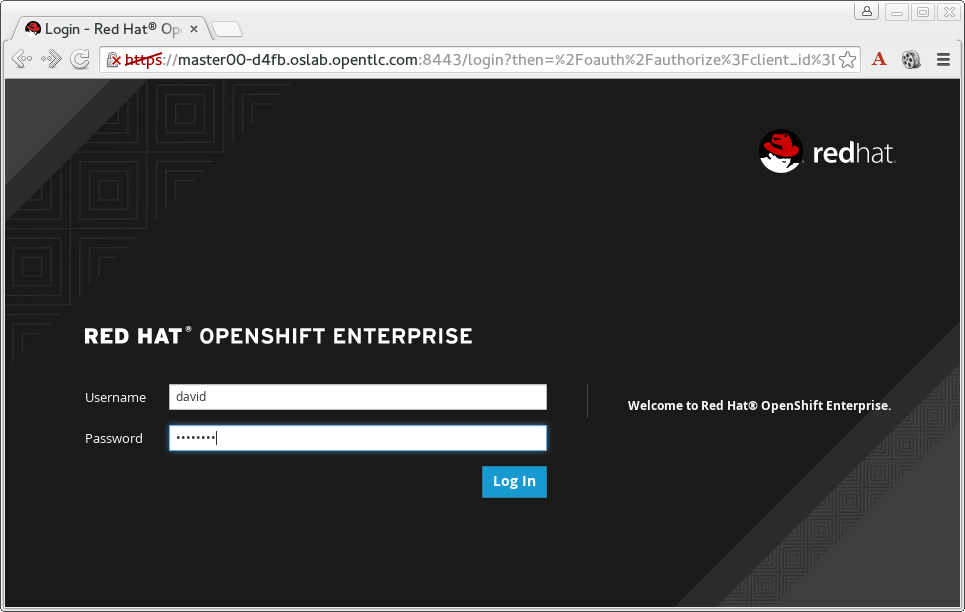 Login - Red Hat® Op
https://master00-d4fb.oslab.opentlc.com:8443/login?then=%2Foauth%2Fauthorize%3Fclient_id%3D
A
redhat.
RED HAT® OPENSHIFT ENTERPRISE
Username david
Welcome to Red Hat® OpenShift Enterprise.
Password ••••••••
Log In